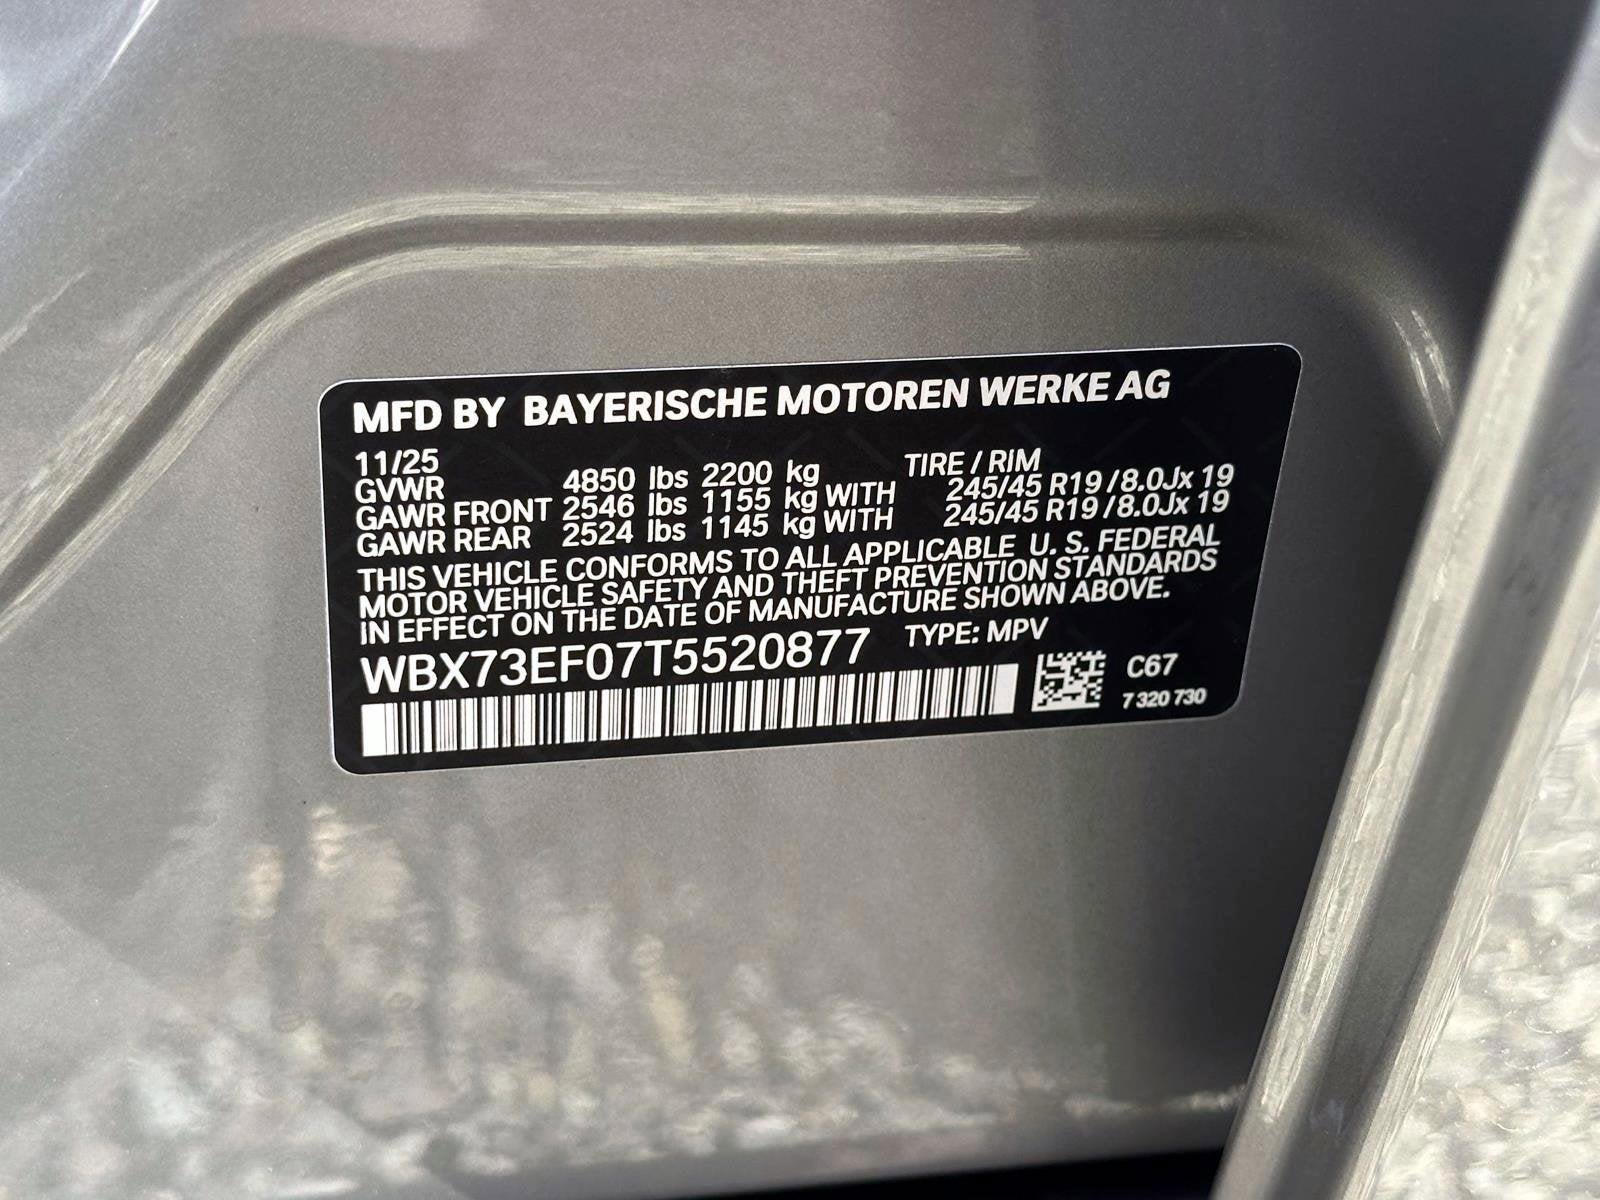 MFD BY BAYERISCHE MOTOREN WERKE AG
11/25 TIRE / RIM
GVWR 4850 lbs 2200 kg
GAWR FRONT 2546 lbs 1155 kg WITH 245/45 R19 /8.0Jx 19
GAWR REAR 2524 lbs 1145 kg WITH 245/45 R19 /8.0Jx 19
THIS VEHICLE CONFORMS TO ALL APPLICABLE U. S. FEDERAL
MOTOR VEHICLE SAFETY AND THEFT PREVENTION STANDARDS
IN EFFECT ON THE DATE OF MANUFACTURE SHOWN ABOVE.
WBX73EF07T5520877 TYPE: MPV
C67
7 320 730